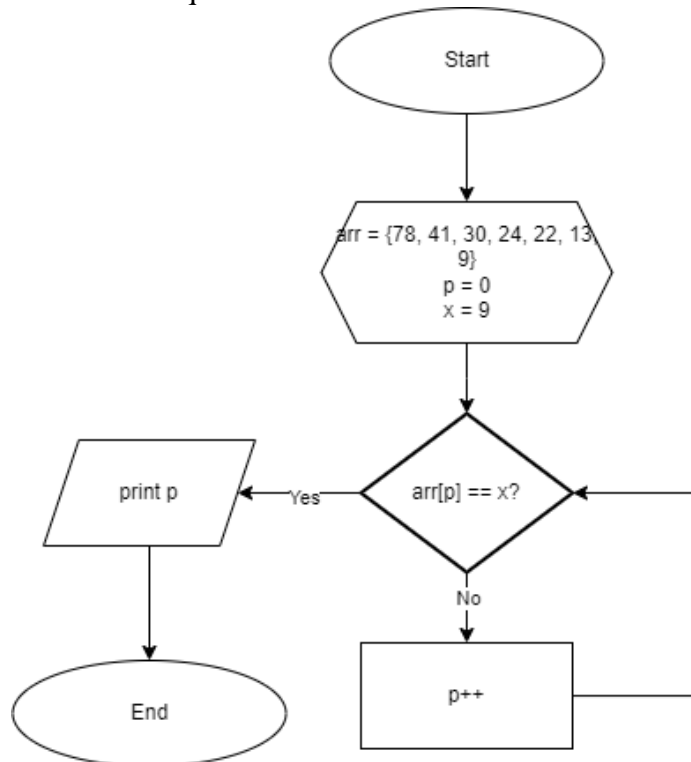 Start
arr = {78, 41, 30, 24, 22, 13,
9}
p = 0
x = 9
arr[p] == x?
Yes
print p
No
p++
End